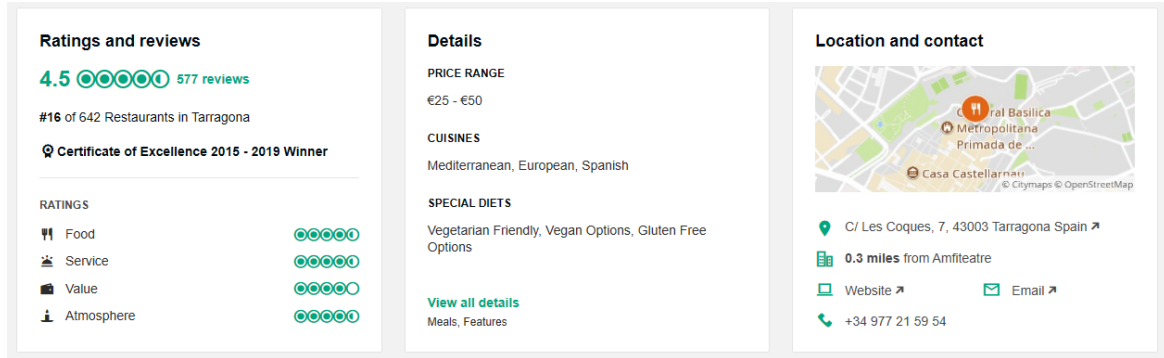 Ratings and reviews
4.5 577 reviews
#16 of 642 Restaurants in Tarragona
Certificate of Excellence 2015 - 2019 Winner
RATINGS
Food
Service
Value
Atmosphere
Details
PRICE RANGE
€25 - €50
CUISINES
Mediterranean, European, Spanish
SPECIAL DIETS
Vegetarian Friendly, Vegan Options, Gluten Free
Options
View all details
Meals, Features
Location and contact
ral Basilica
Metropolitana
Primada de ...
Casa Castellarnau
© Citymaps © OpenStreetMap
C/ Les Coques, 7, 43003 Tarragona Spain
0.3 miles from Amfiteatre
Website
Email
+34 977 21 59 54